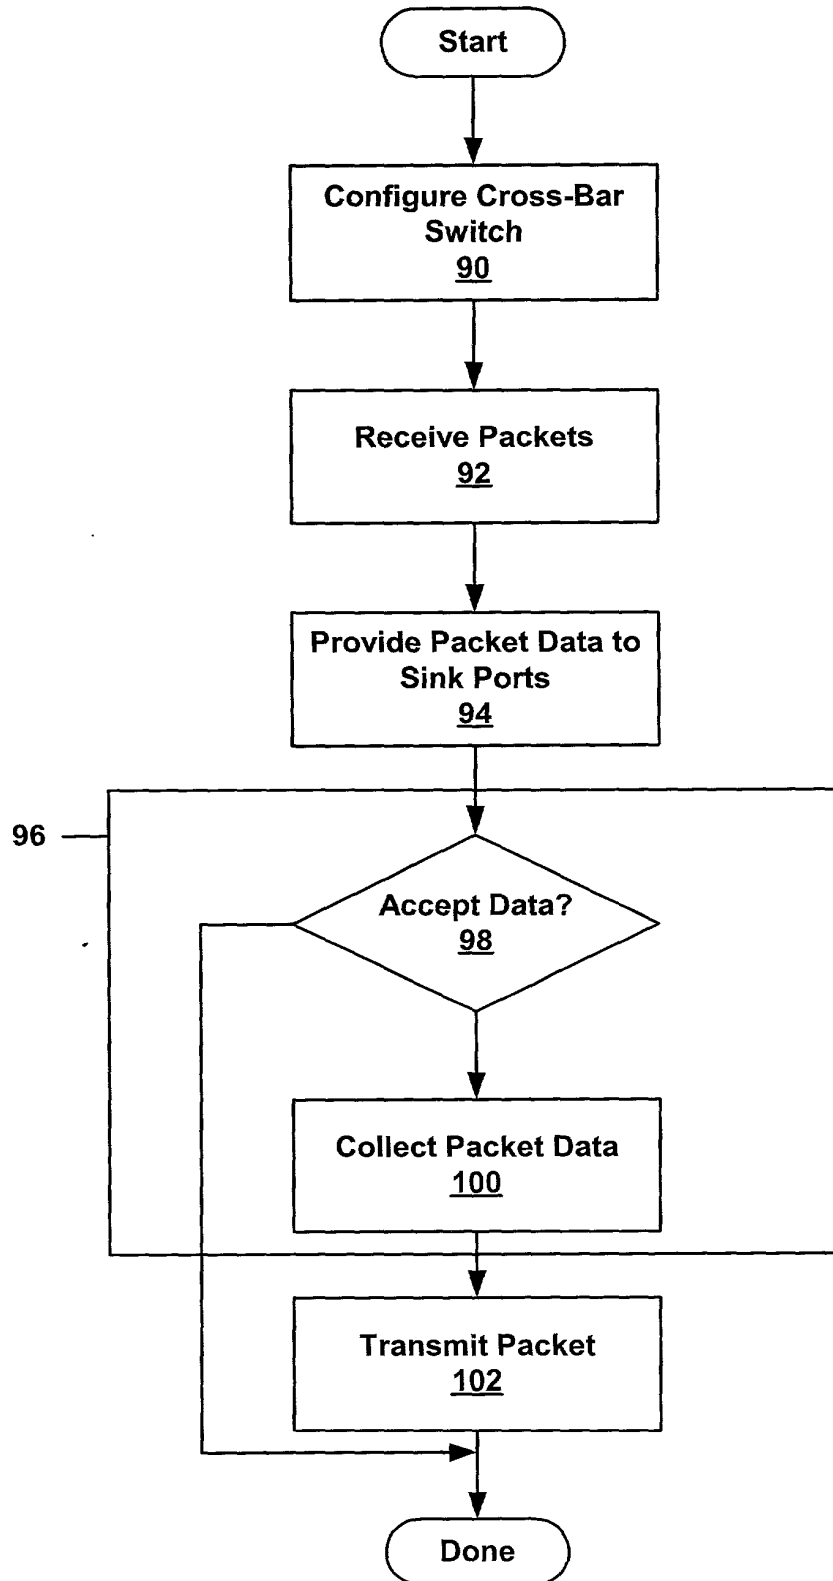 Start
Configure Cross-Bar
Switch
90
Receive Packets
92
Provide Packet Data to
Sink Ports
94
96
Accept Data?
98
Collect Packet Data
100
Transmit Packet
102
Done